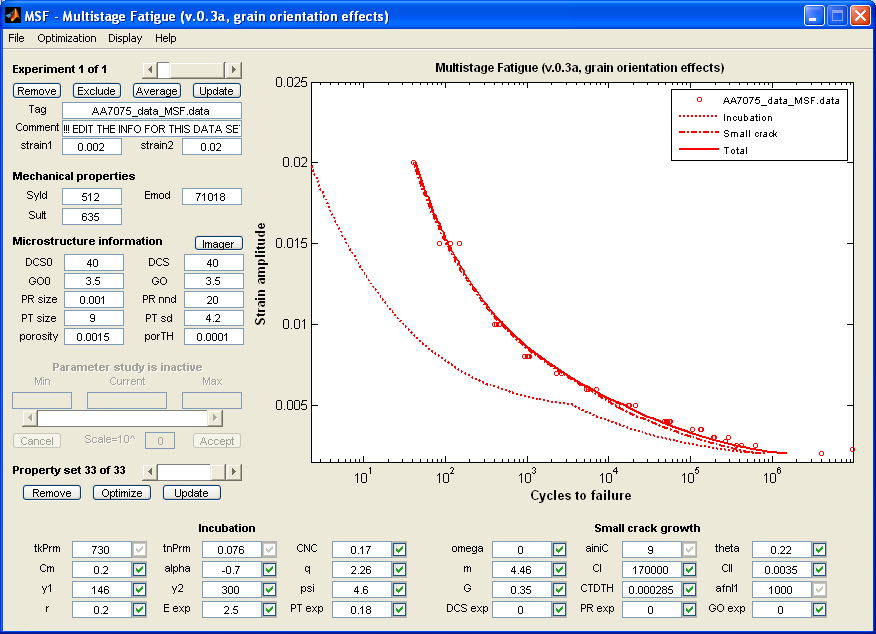 MSF - Multistage Fatigue (v.0.3a, grain orientation effects)
File Optimization Display Help
Experiment 1 of 1
Remove Exclude Average Update
Tag AA7075_data_MSF.data
Comment !!! EDIT THE INFO FOR THIS DATA SET
strain1 0.002 strain2 0.02
Mechanical properties
Syld 512 Emod 71018
Sult 635
Microstructure information Imager
DCS0 40 DCS 40
GO0 3.5 GO 3.5
PR size 0.001 PR nnd 20
PT size 9 PT sd 4.2
porosity 0.0015 porTH 0.0001
Parameter study is inactive
Min Current Max
Cancel Scale=10^ 0 Accept
Property set 33 of 33
Remove Optimize Update
Multistage Fatigue (v.0.3a, grain orientation effects)
0.025
0.02
0.015
0.01
0.005
Strain amplitude
AA7075_data_MSF.data
Incubation
Small crack
Total
10^1 10^2 10^3 10^4 10^5 10^6
Cycles to failure
Incubation
tkPrm 730 tnPrm 0.076 CNC 0.17
Cm 0.2 alpha -0.7 q 2.26
y1 146 y2 300 psi 4.6
r 0.2 E exp 2.5 PT exp 0.18
Small crack growth
omega 0 ainiC 9 theta 0.22
m 4.46 CI 170000 CII 0.0035
G 0.35 CTDTH 0.000285 afnl1 1000
DCS exp 0 PR exp 0 GO exp 0